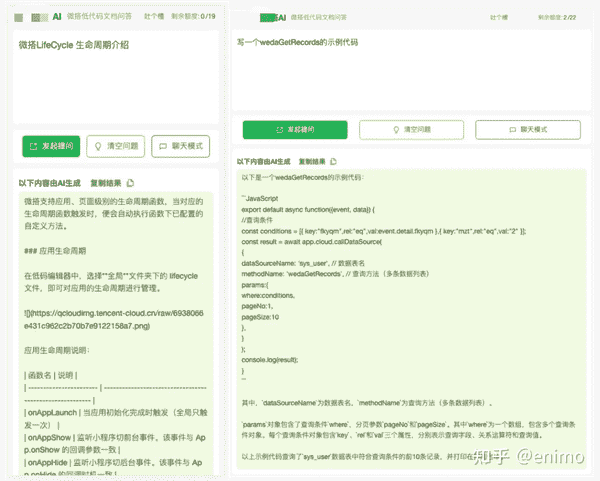 AI 微搭低代码文档问答 吐个槽 剩余额度: 0/19
微搭LifeCycle 生命周期介绍
发起提问 清空问题 聊天模式
以下内容由AI生成 复制结果
微搭支持应用、页面级别的生命周期函数，当对应的
生命周期函数触发时，便会自动执行函数下已配置的
自定义方法。
### 应用生命周期
在低码编辑器中，选择**全局**文件夹下的 lifecycle
文件，即可对应用的生命周期进行管理。
![](https://qcloudimg.tencent-cloud.cn/raw/6938066
e431c962c2b70b7e9122158a7.png)
应用生命周期说明：
| 函数名 | 说明 |
| ----------------------- | ---------------------------------------
--------------------- |
| onAppLaunch | 当应用初始化完成时触发（全局只触
发一次） |
| onAppShow | 监听小程序切前台事件。该事件与 Ap
p.onShow 的回调参数一致 |
| onAppHide | 监听小程序切后台事件。该事件与 Ap
p.onHide 的回调时机一致 |
AI 微搭低代码文档问答 吐个槽 剩余额度: 2/22
写一个wedaGetRecords的示例代码
发起提问 清空问题 聊天模式
以下内容由AI生成 复制结果
以下是一个wedaGetRecords的示例代码：
```JavaScript
export default async function({event, data}) {
//查询条件
const conditions = [{ key:"fkyqm",rel:"eq",val:event.detail.fkyqm },{ key:"mzt",rel:"eq",val:"2" }];
const result = await app.cloud.callDataSource(
{
dataSourceName: 'sys_user', // 数据表名
methodName: 'wedaGetRecords', // 查询方法（多条数据列表）
params:{
where:conditions,
pageNo:1,
pageSize:10
},
}
);
console.log(result);
}
```
其中，`dataSourceName`为数据表名，`methodName`为查询方法（多条数据列表）。
`params`对象包含了查询条件`where`、分页参数`pageNo`和`pageSize`。其中`where`为一个数组，包含多个查询条
件对象。每个查询条件对象包含`key`、`rel`和`val`三个属性，分别表示查询字段、关系运算符和查询值。
以上示例代码查询了`sys_user`数据表中符合查询条件的前10条记录，并打印在
知乎 @enimo